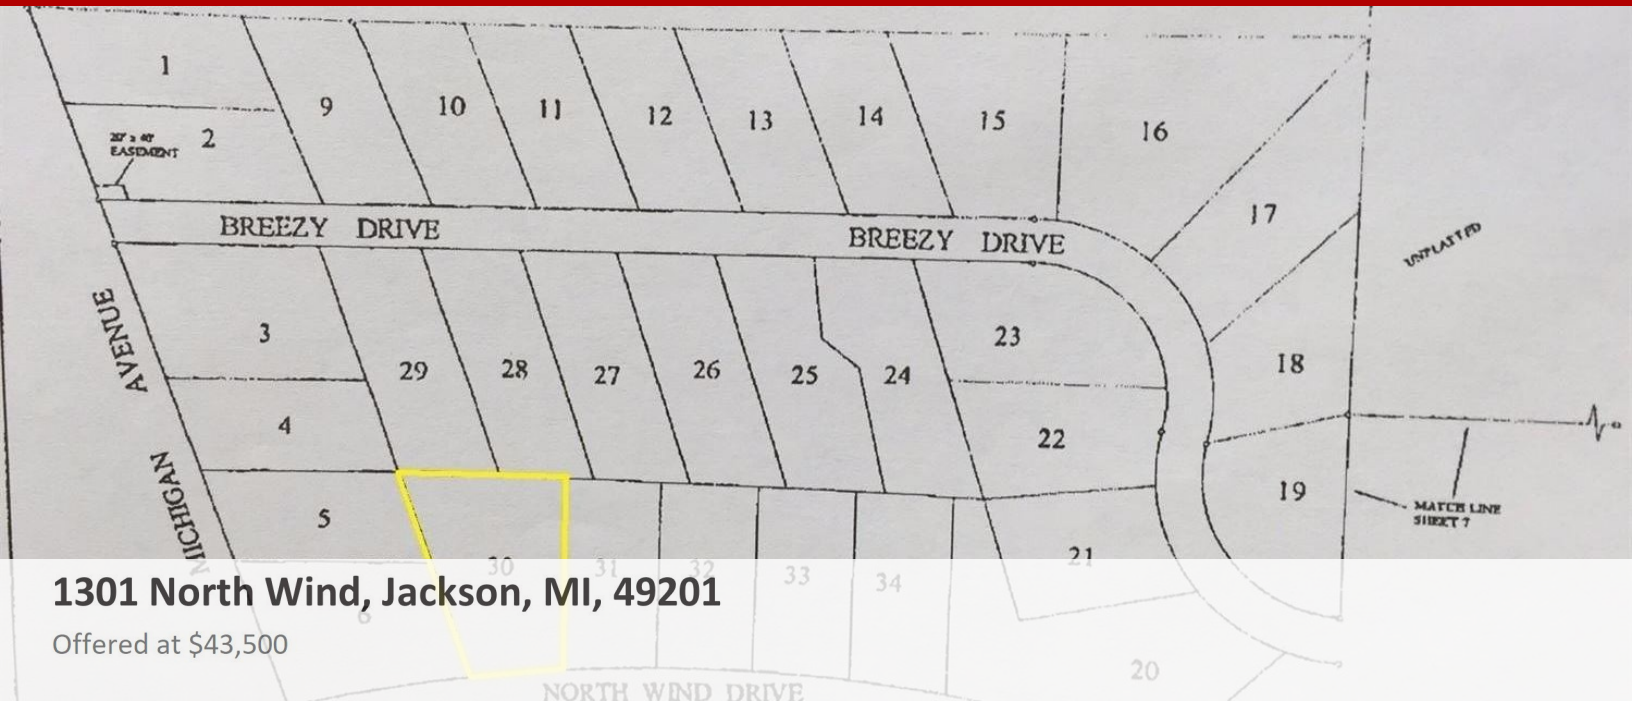 1
2
20' x 40'
EASEMENT
9
10
11
12
13
14
15
16
17
BREEZY DRIVE
BREEZY DRIVE
UNPLATTED
MICHIGAN AVENUE
3
29
28
27
26
25
24
23
18
4
22
5
19
MATCH LINE
SHEET 7
30
31
32
33
34
21
6
20
1301 North Wind, Jackson, MI, 49201
Offered at $43,500
NORTH WIND DRIVE